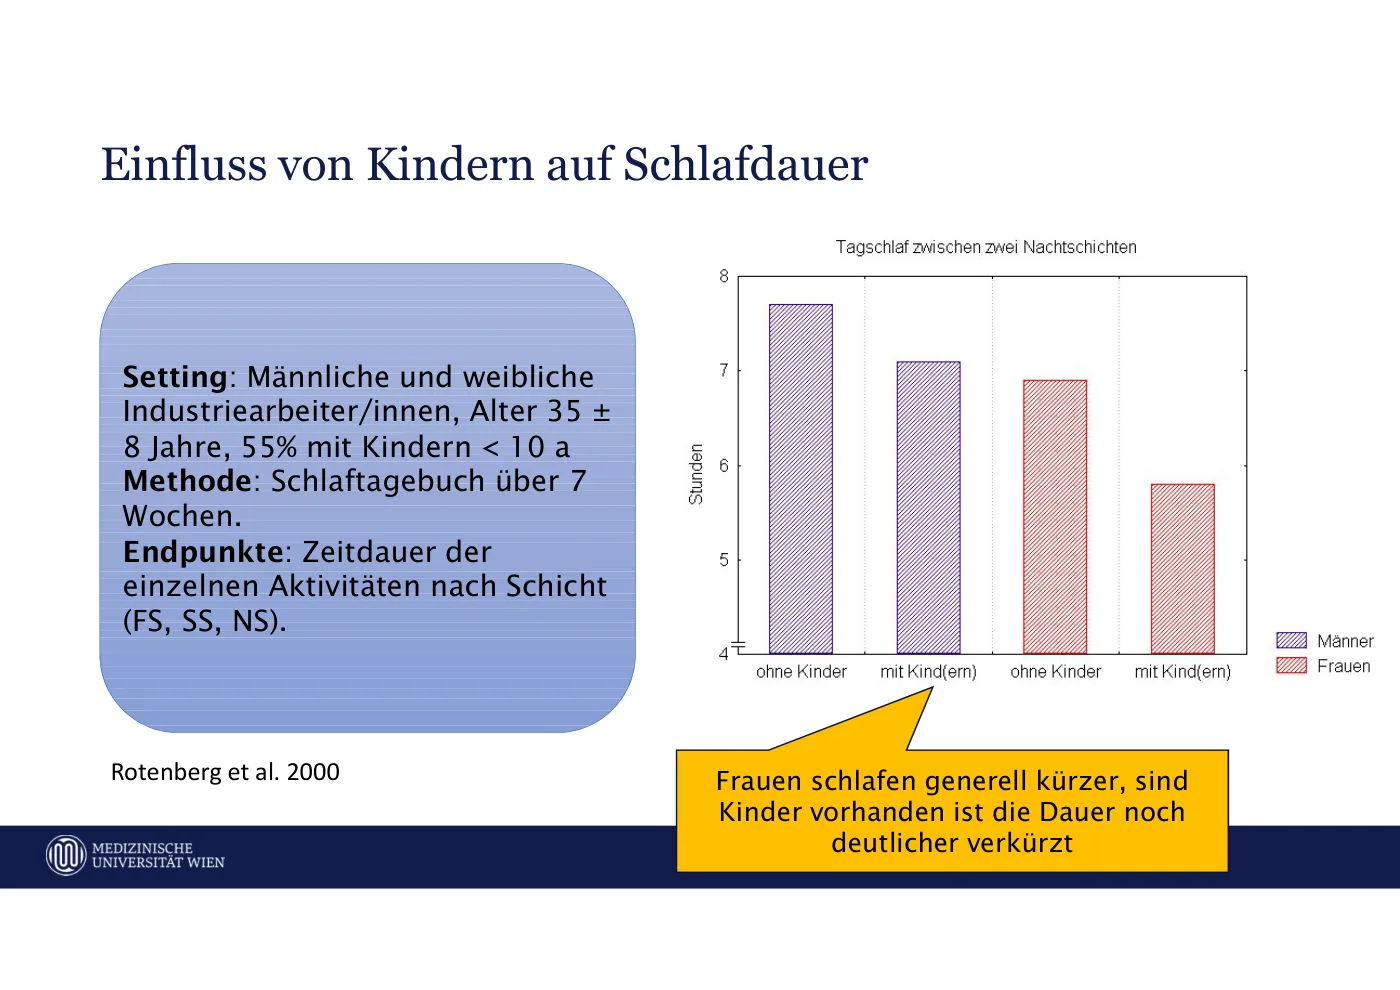 Einfluss von Kindern auf Schlafdauer
Setting: Männliche und weibliche
Industriearbeiter/innen, Alter 35 ±
8 Jahre, 55% mit Kindern < 10 a
Methode: Schlaftagebuch über 7
Wochen.
Endpunkte: Zeitdauer der
einzelnen Aktivitäten nach Schicht
(FS, SS, NS).
Rotenberg et al. 2000
Tagschlaf zwischen zwei Nachtschichten
Stunden
8
7
6
5
4
ohne Kinder mit Kind(ern) ohne Kinder mit Kind(ern)
Männer
Frauen
Frauen schlafen generell kürzer, sind
Kinder vorhanden ist die Dauer noch
deutlicher verkürzt
MEDIZINISCHE
UNIVERSITÄT WIEN